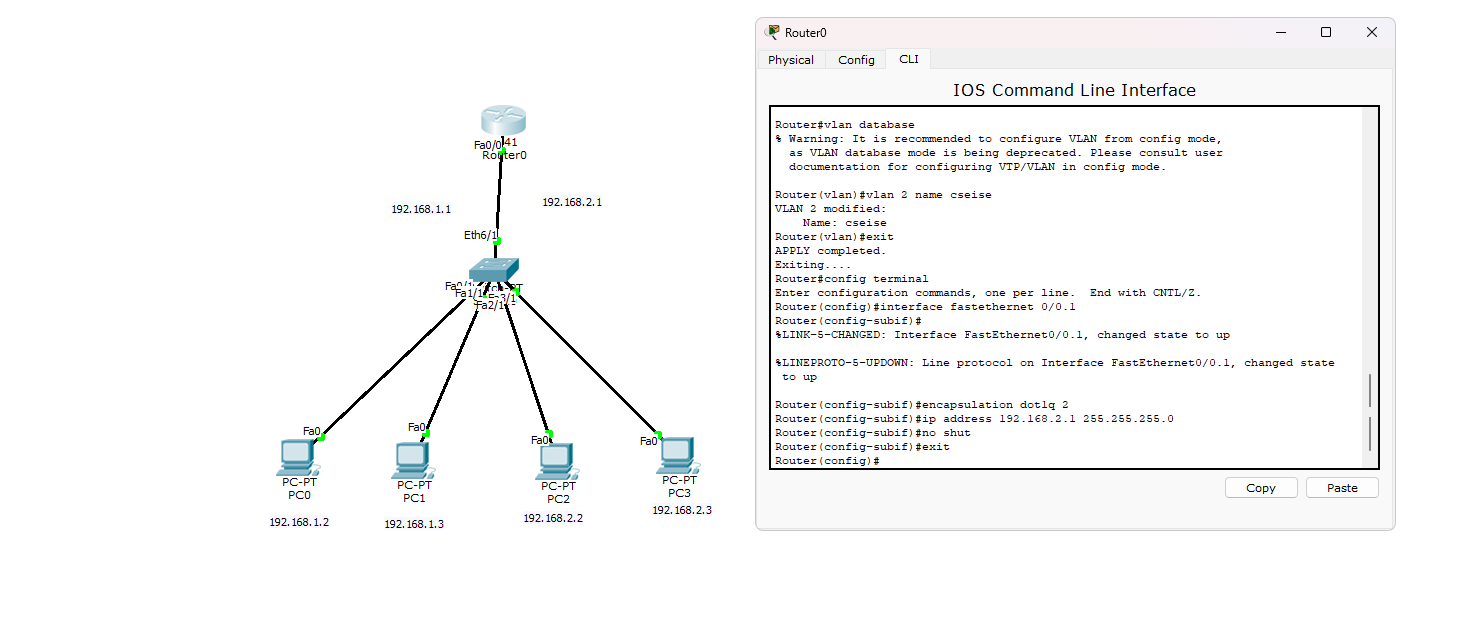 Router0
Physical
Config
CLI
IOS Command Line Interface
Router#vlan database
% Warning: It is recommended to configure VLAN from config mode,
as VLAN database mode is being deprecated. Please consult user
documentation for configuring VTP/VLAN in config mode.
Router(vlan)#vlan 2 name cseise
VLAN 2 modified:
Name: cseise
Router(vlan)#exit
APPLY completed.
Exiting....
Router#config terminal
Enter configuration commands, one per line.  End with CNTL/Z.
Router(config)#interface fastethernet 0/0.1
Router(config-subif)#
%LINK-5-CHANGED: Interface FastEthernet0/0.1, changed state to up
%LINEPROTO-5-UPDOWN: Line protocol on Interface FastEthernet0/0.1, changed state
to up
Router(config-subif)#encapsulation dot1q 2
Router(config-subif)#ip address 192.168.2.1 255.255.255.0
Router(config-subif)#no shut
Router(config-subif)#exit
Router(config)#
Copy
Paste
Fa0/0
41
Router0
192.168.1.1
192.168.2.1
Eth6/1
Fa0/1
Fa1/1
Fa3/1
Fa2/1
Fa0
Fa0
Fa0
Fa0
PC-PT
PC0
PC-PT
PC1
PC-PT
PC2
PC-PT
PC3
192.168.1.2
192.168.1.3
192.168.2.2
192.168.2.3